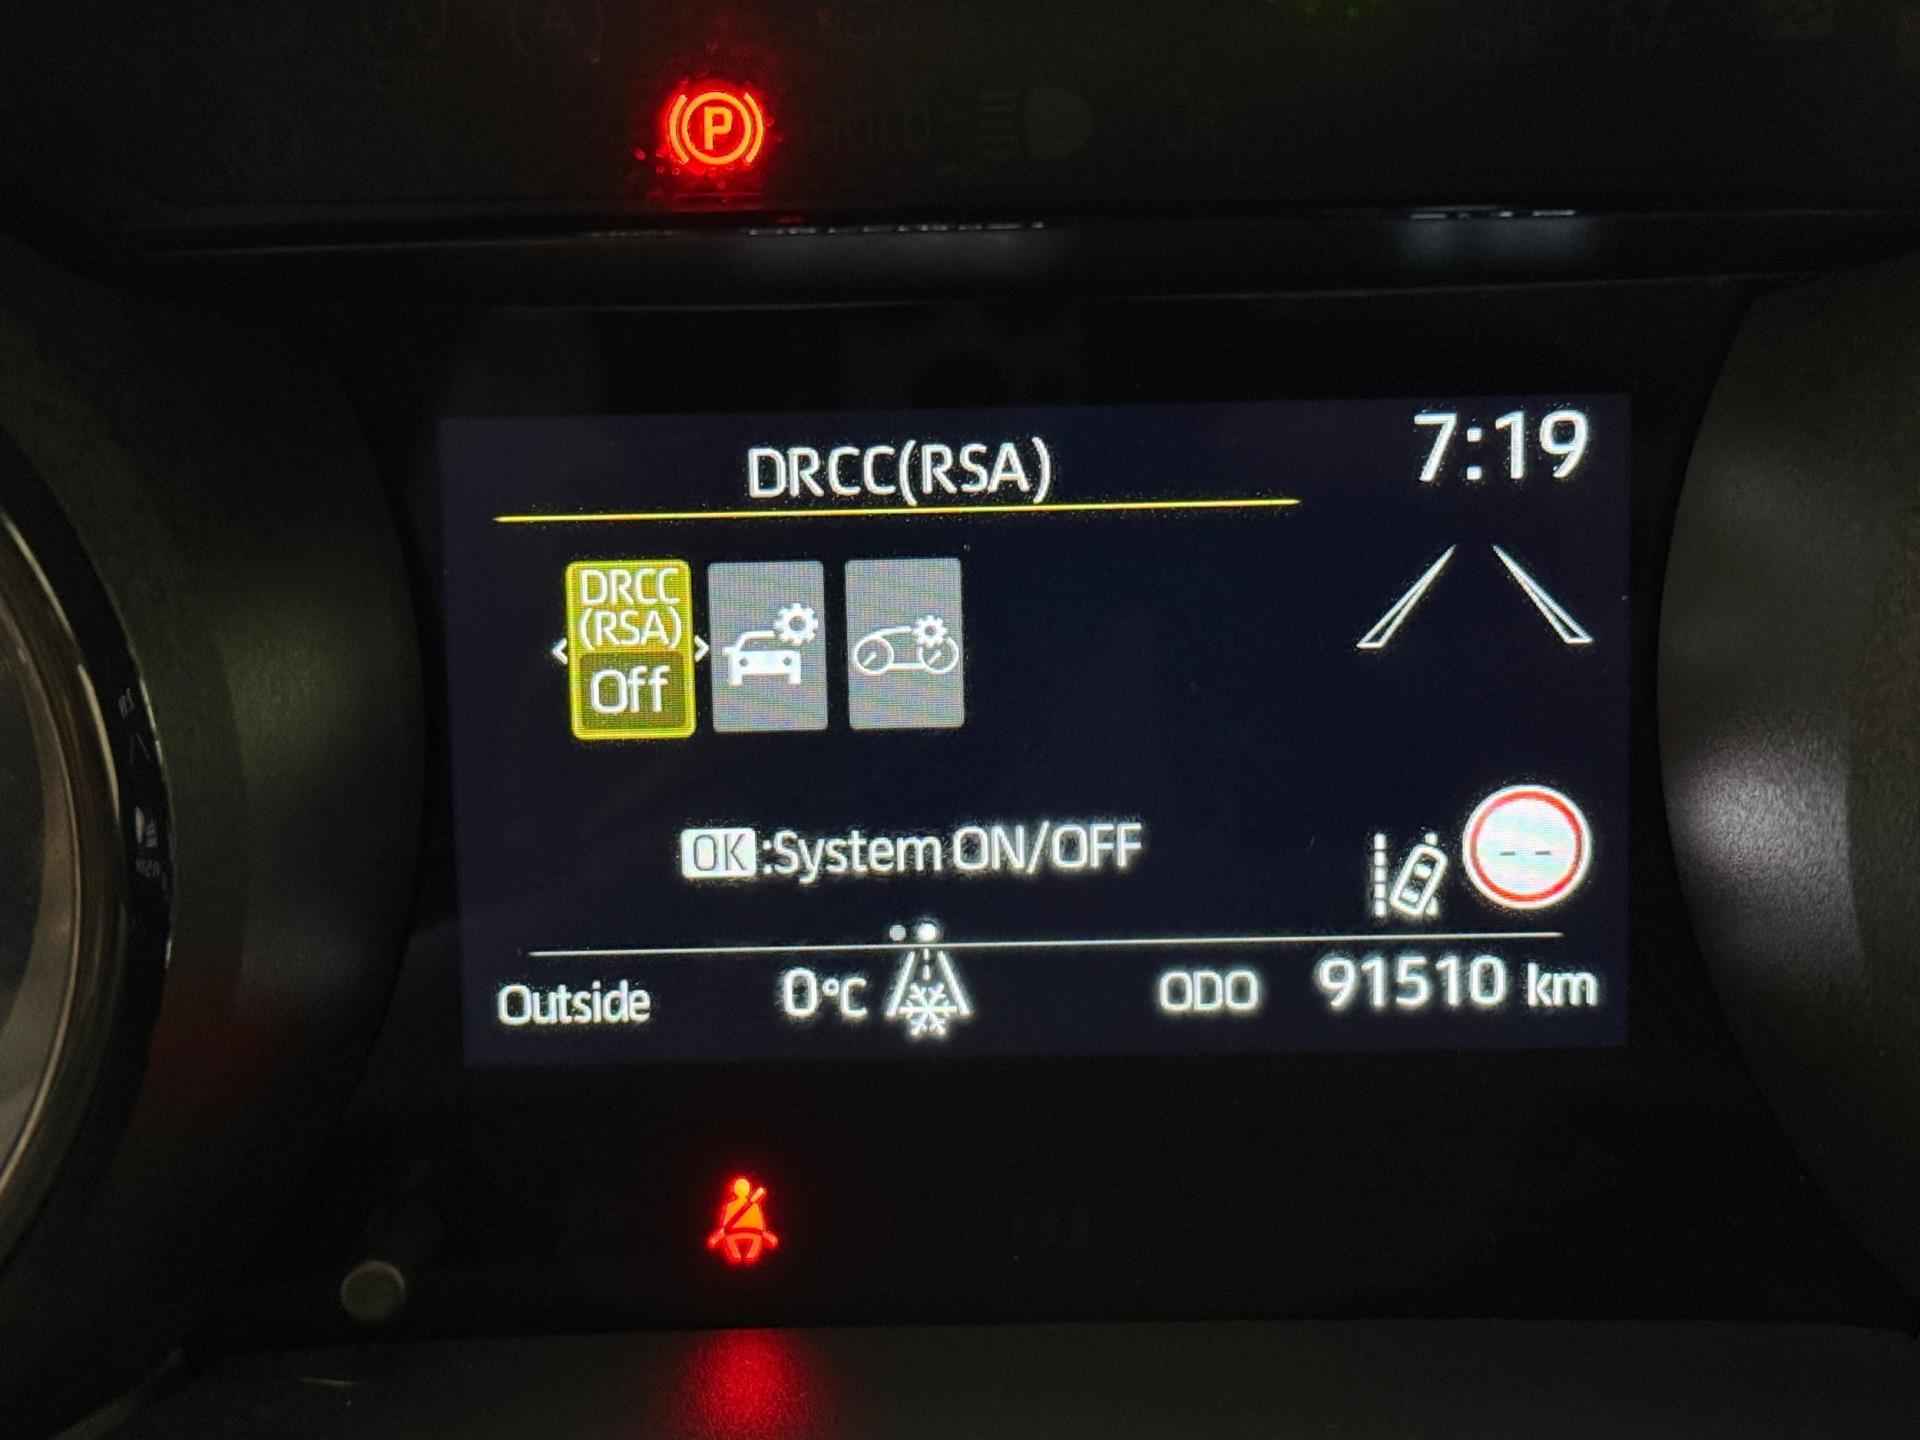 P
DRCC(RSA)
7:19
DRCC
(RSA)
Off
OK:System ON/OFF
--
Outside 0°C ODO 91510 km